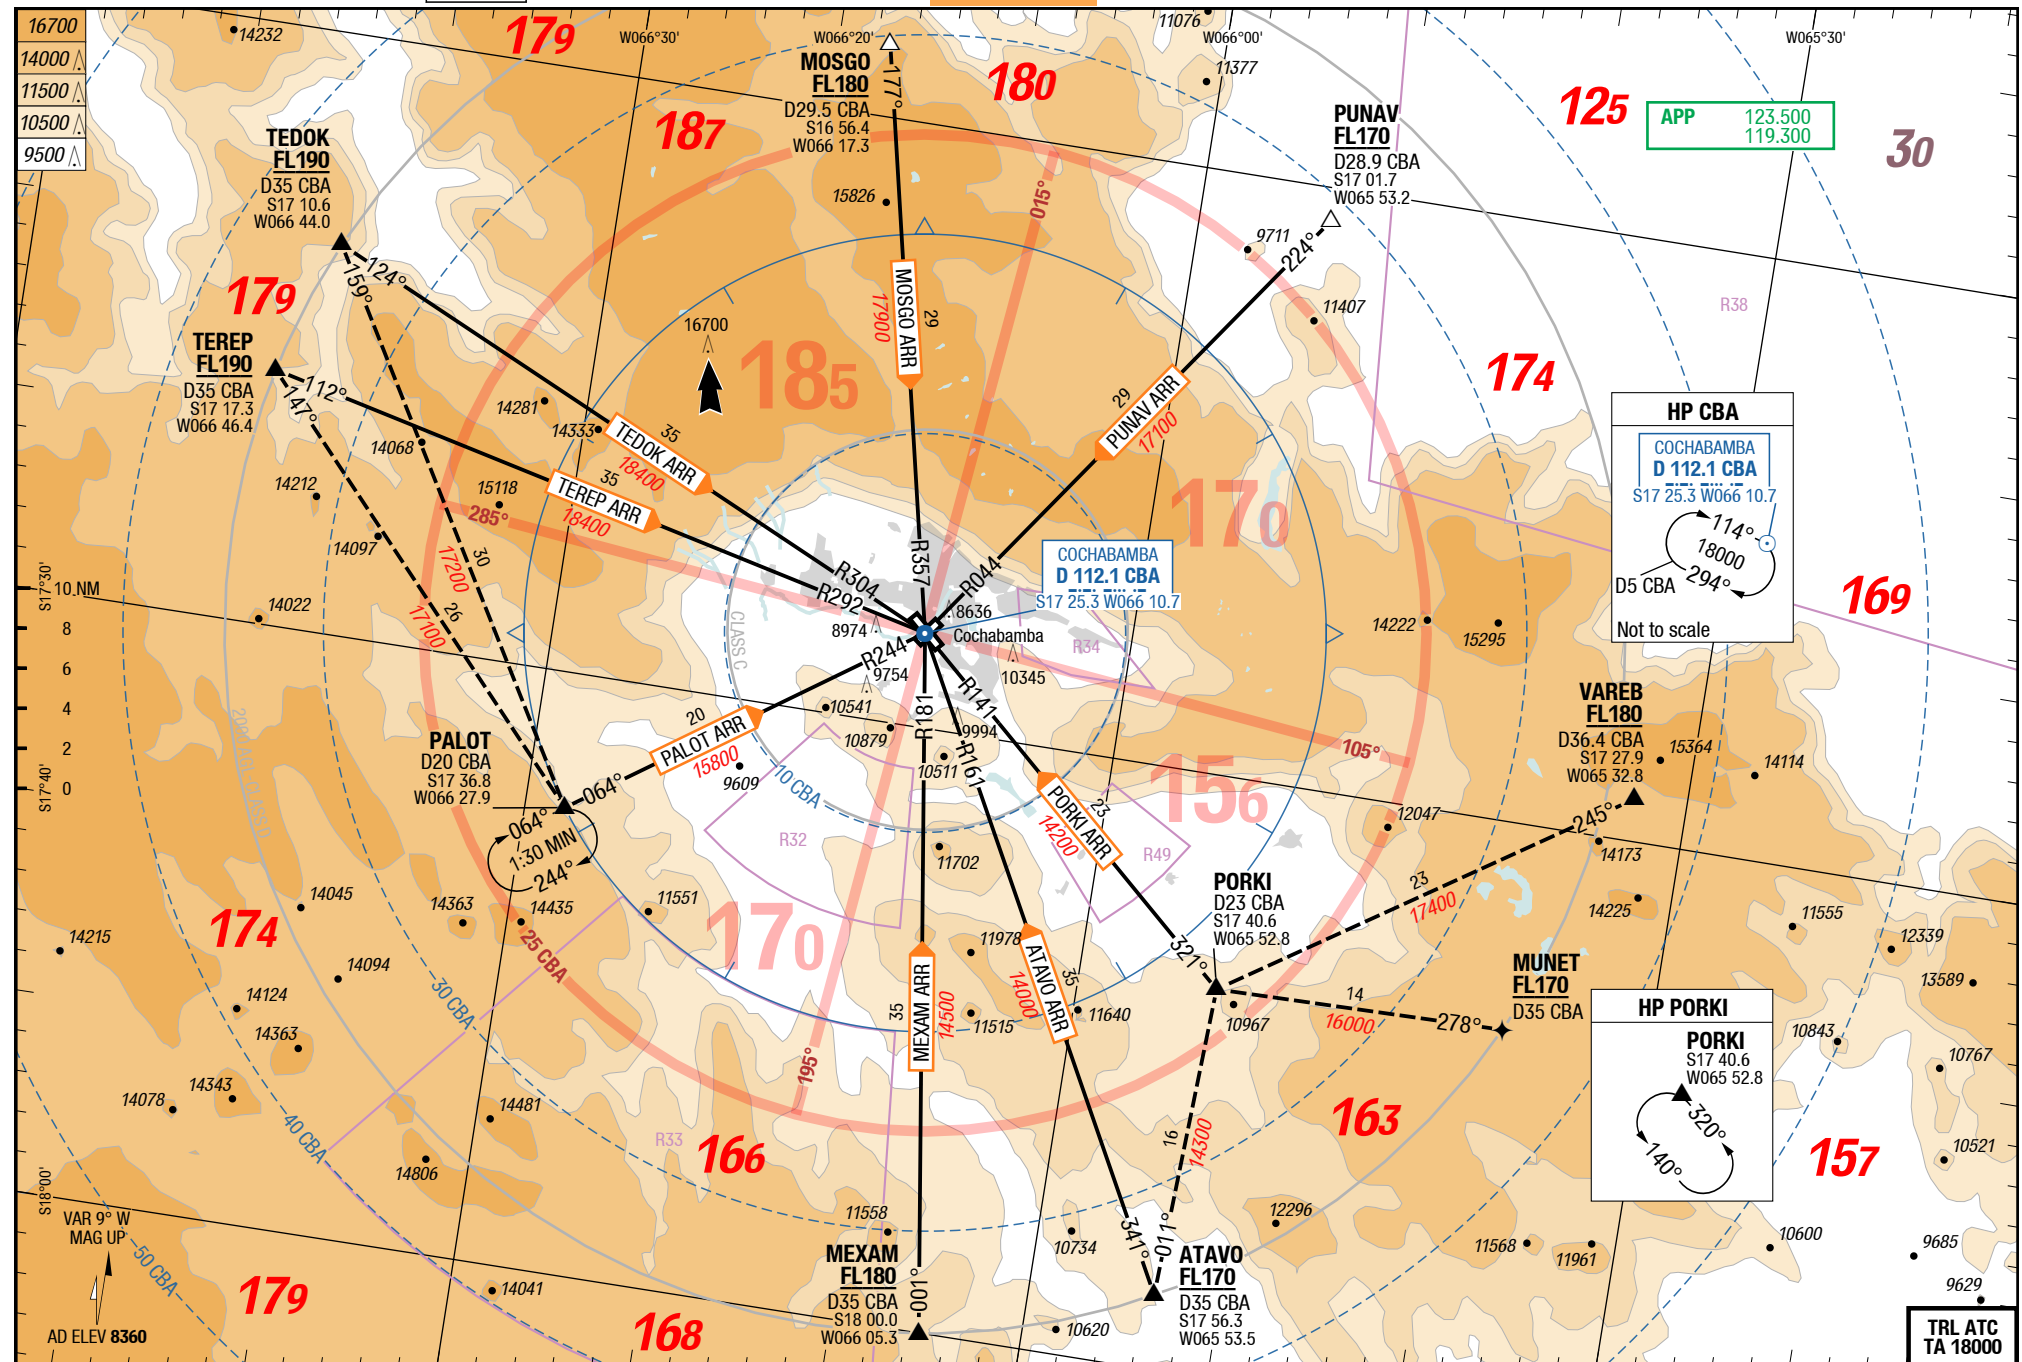 16700
14000
11500
10500
9500
14232
179
W066°30'
W066°20'
11076
W066°00'
W065°30'
MOSGO
FL180
D29.5 CBA
S16 56.4
W066 17.3
177°
180
11377
125
APP 123.500
119.300
30
187
PUNAV
FL170
D28.9 CBA
S17 01.7
W065 53.2
TEDOK
FL190
D35 CBA
S17 10.6
W066 44.0
15826
015°
9711
224°
124°
159°
179
MOSGO ARR
29
17900
11407
R38
16700
TEREP
FL190
D35 CBA
S17 17.3
W066 46.4
112°
147°
185
174
29
PUNAV ARR
17100
14281
14333
14068
TEDOK ARR
35
18400
HP CBA
COCHABAMBA
D 112.1 CBA
S17 25.3 W066 10.7
114°
18000
294°
D5 CBA
Not to scale
14212
15118
TEREP ARR
35
18400
285°
170
14097
17200
30
R357
R044
R304
R292
COCHABAMBA
D 112.1 CBA
S17 25.3 W066 10.7
S17°30'
10 NM
8
6
4
2
0
S17°40'
14022
26
17100
8636
8974
Cochabamba
CLASS C
R34
R244
9754
10345
14222
15295
169
R181
R141
R161
9994
10541
10879
10511
20
PALOT ARR
15800
9609
105°
VAREB
FL180
D36.4 CBA
S17 27.9
W065 32.8
15364
14114
2000 AGL-CLASS D
PALOT
D20 CBA
S17 36.8
W066 27.9
064°
064°
1:30 MIN
244°
10 CBA
156
23
PORKI ARR
14200
12047
245°
14173
R32
R49
11702
PORKI
D23 CBA
S17 40.6
W065 52.8
23
17400
14225
14045
14363
14435
11551
25 CBA
174
170
11978
321°
11555
12339
14215
14094
14124
14363
30 CBA
MUNET
FL170
D35 CBA
13589
MEXAM ARR
35
14500
ATAVO ARR
35
14000
11515
11640
10967
14
16000
278°
HP PORKI
PORKI
S17 40.6
W065 52.8
320°
140°
10843
10767
14078
14343
195°
14481
40 CBA
R33
14806
166
16
14300
163
157
10521
S18°00'
VAR 9° W
MAG UP
50 CBA
AD ELEV 8360
179
14041
168
11558
MEXAM
FL180
D35 CBA
S18 00.0
W066 05.3
001°
10734
10620
341°
011°
ATAVO
FL170
D35 CBA
S17 56.3
W065 53.5
12296
11568
11961
10600
9685
9629
TRL ATC
TA 18000